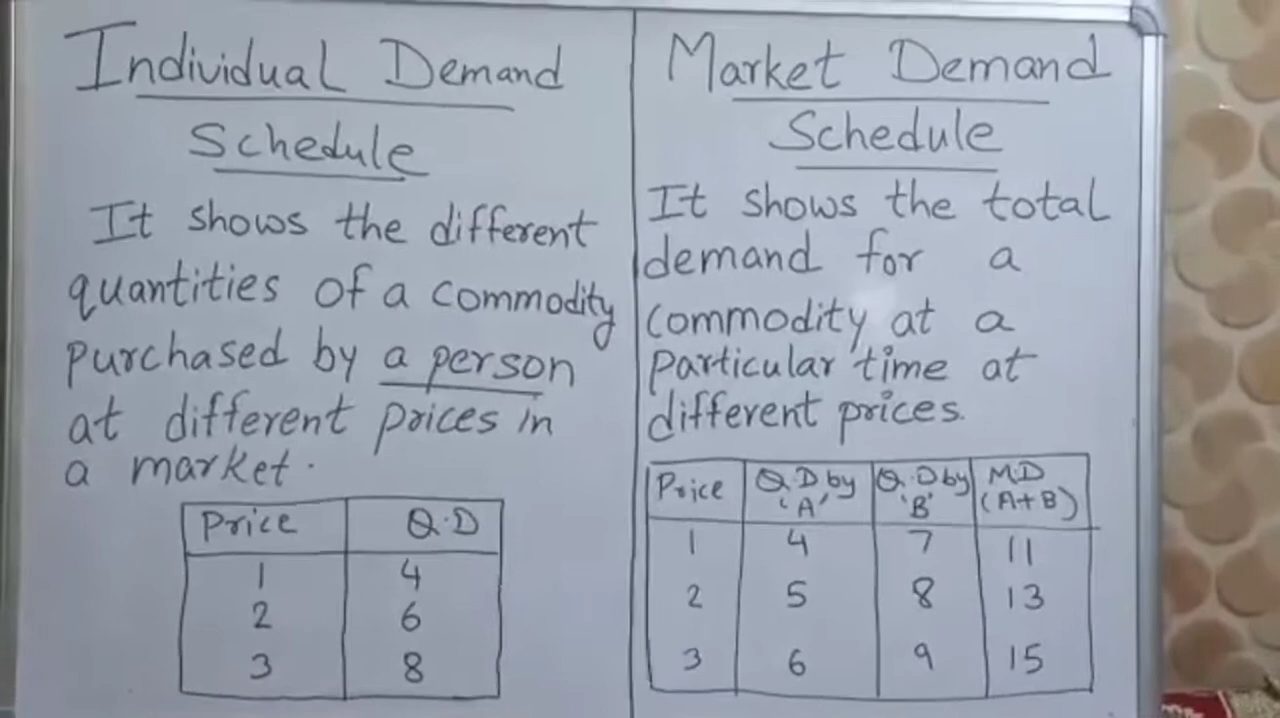 Individual Demand
Schedule
It shows the different
quantities of a commodity
purchased by a person
at different prices in
a market.
Price Q.D
1 4
2 6
3 8
Market Demand
Schedule
It shows the total
demand for a
commodity at a
particular time at
different prices.
Price Q.D by 'A' Q.D by 'B' M.D (A+B)
1 4 7 11
2 5 8 13
3 6 9 15